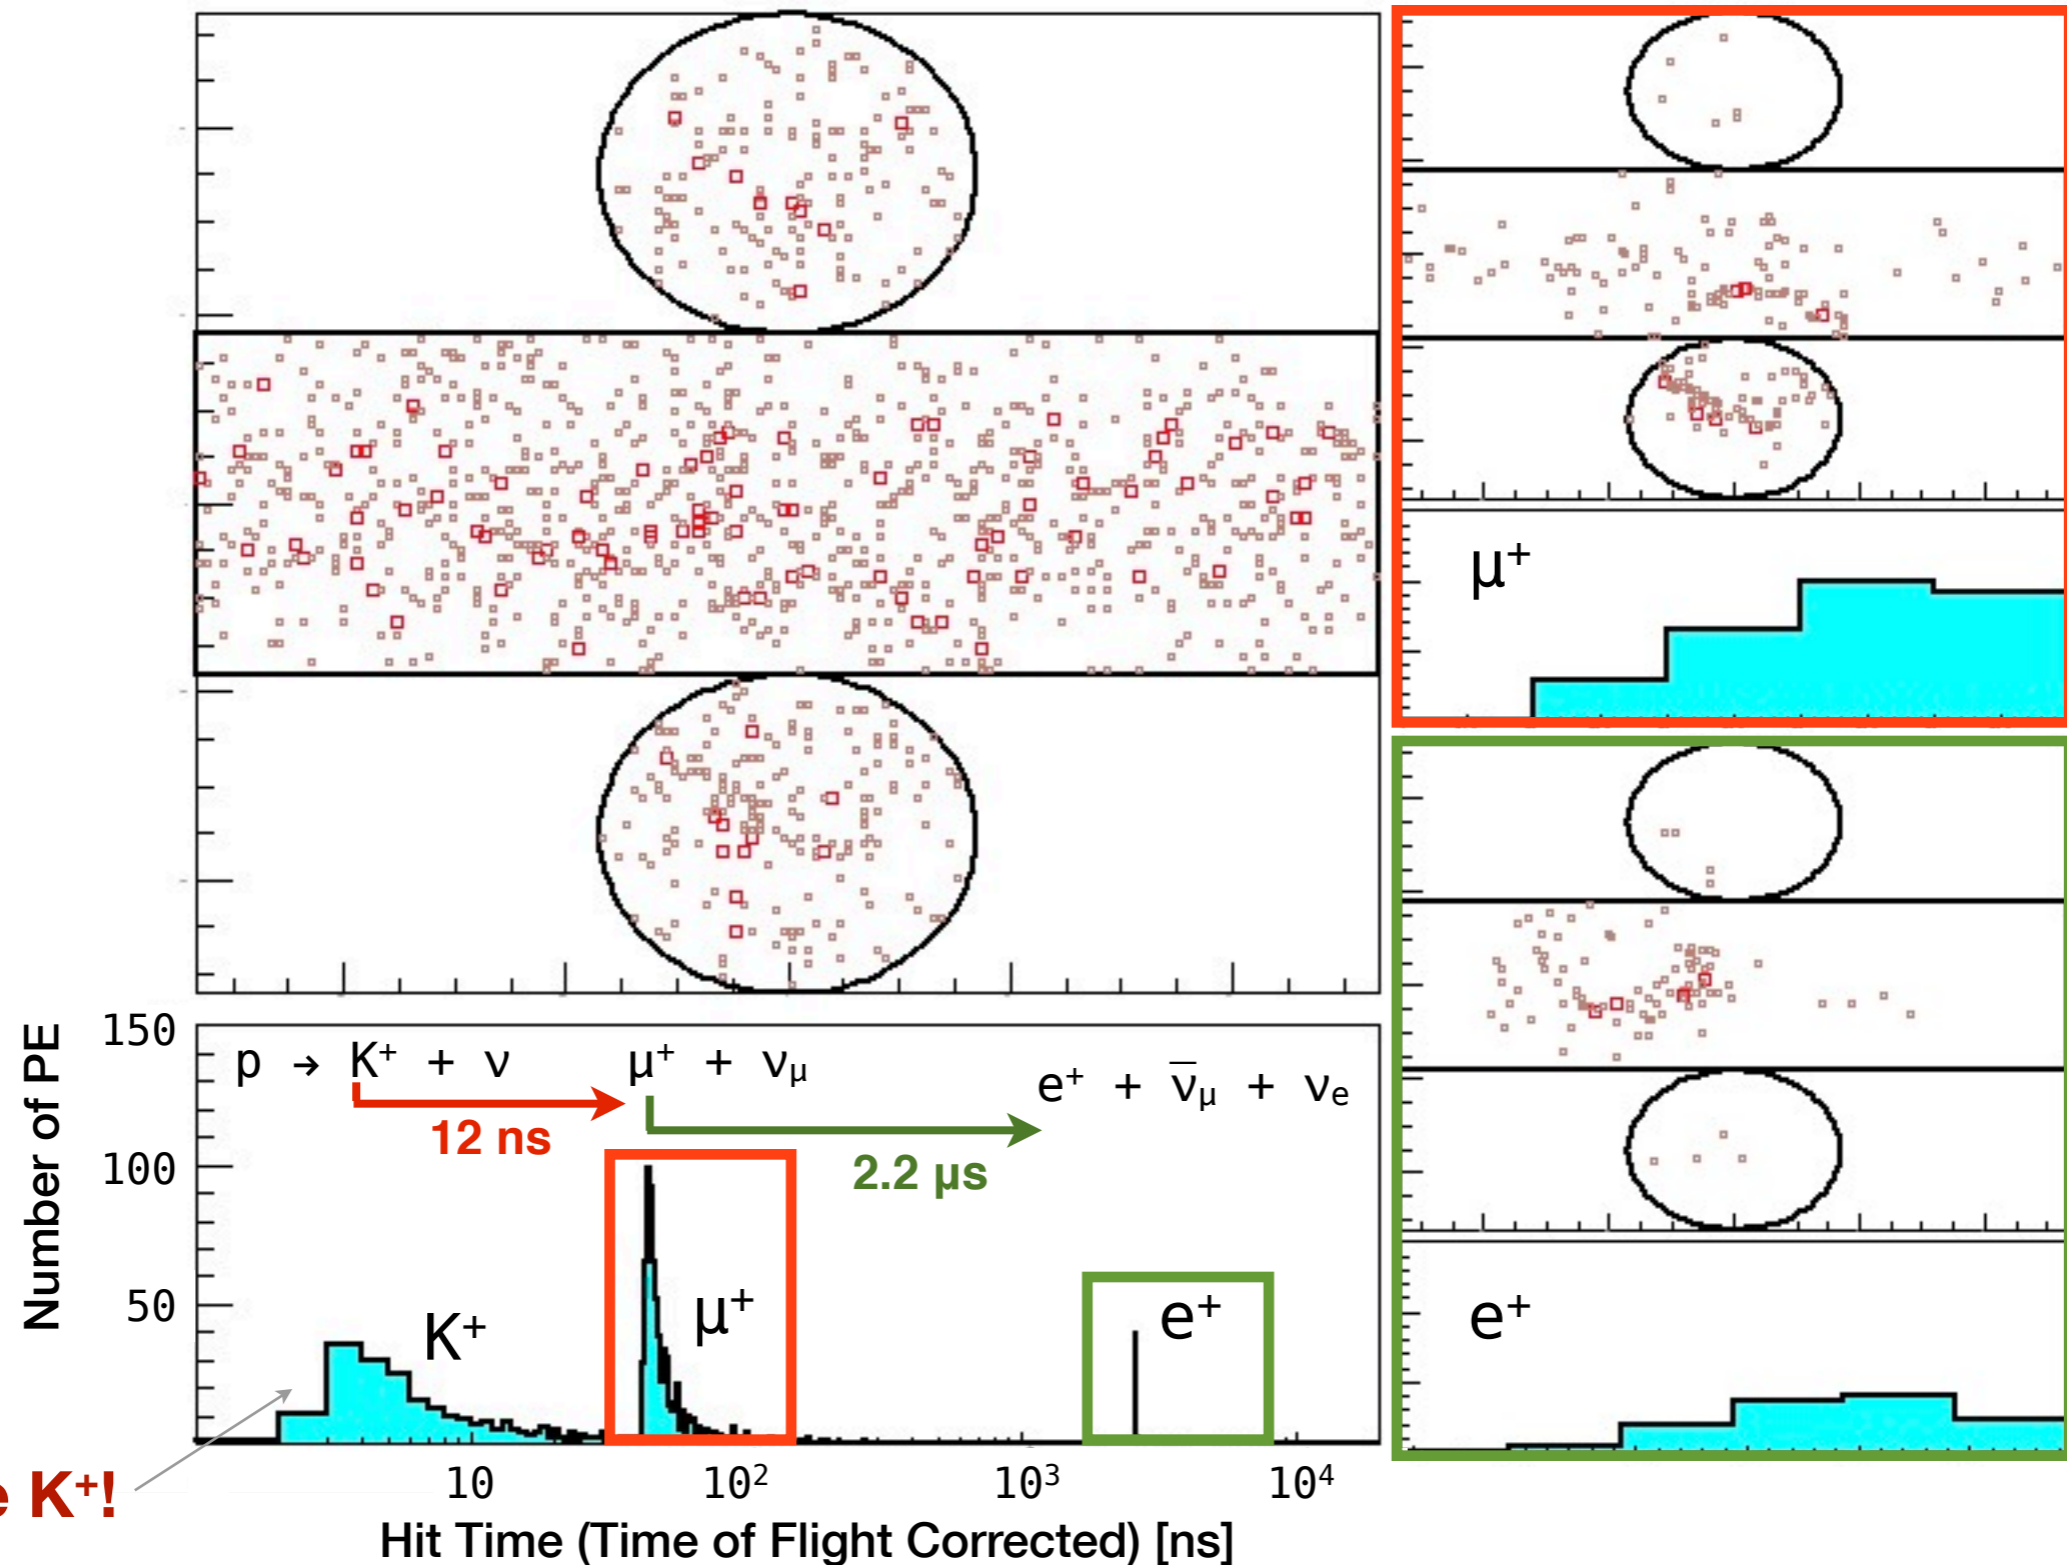 μ⁺
150
p → K⁺ + ν μ⁺ + ν_μ
e⁺ + ν̅_μ + ν_e
12 ns
2.2 μs
100
50
K⁺
μ⁺
e⁺
e⁺
Number of PE
10 10² 10³ 10⁴
e K⁺!
Hit Time (Time of Flight Corrected) [ns]